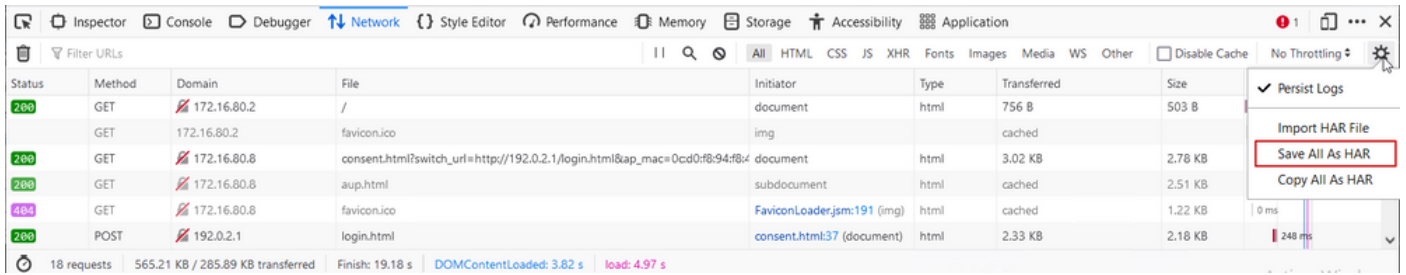 Inspector Console Debugger Network Style Editor Performance Memory Storage Accessibility Application 1
Filter URLs All HTML CSS JS XHR Fonts Images Media WS Other Disable Cache No Throttling
Status Method Domain File Initiator Type Transferred Size
Persist Logs
200 GET 172.16.80.2 / document html 756 B 503 B
GET 172.16.80.2 favicon.ico img cached
Import HAR File
200 GET 172.16.80.8 consent.html?switch_url=http://192.0.2.1/login.html&ap_mac=0c:d0:f8:94:f8:4 document html 3.02 KB 2.78 KB
Save All As HAR
200 GET 172.16.80.8 aup.html subdocument html cached 2.51 KB
Copy All As HAR
404 GET 172.16.80.8 favicon.ico FaviconLoader.jsm:191 (img) html cached 1.22 KB 0 ms
200 POST 192.0.2.1 login.html consent.html:37 (document) html 2.33 KB 2.18 KB 248 ms
18 requests 565.21 KB / 285.89 KB transferred Finish: 19.18 s DOMContentLoaded: 3.82 s load: 4.97 s